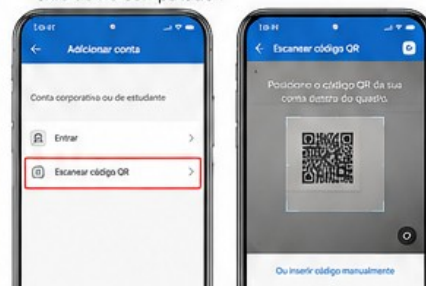 Adicionar conta
Conta corporativa ou de estudante
Entrar
Escanear código QR
Escanear código QR
Posicione o código QR da sua
conta dentro do quadro.
Ou inserir código manualmente